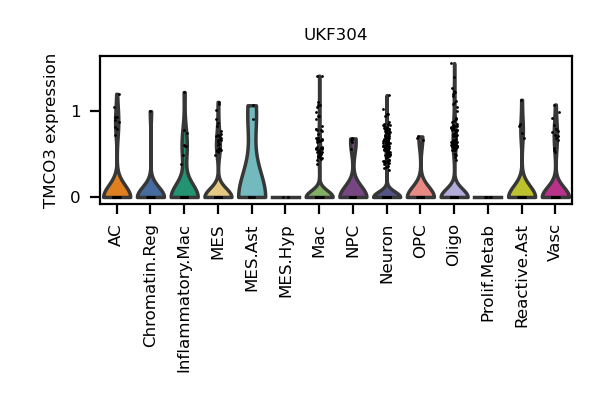 UKF304
TMCO3 expression
1
0
AC
Chromatin.Reg
Inflammatory.Mac
MES
MES.Ast
MES.Hyp
Mac
NPC
Neuron
OPC
Oligo
Prolif.Metab
Reactive.Ast
Vasc